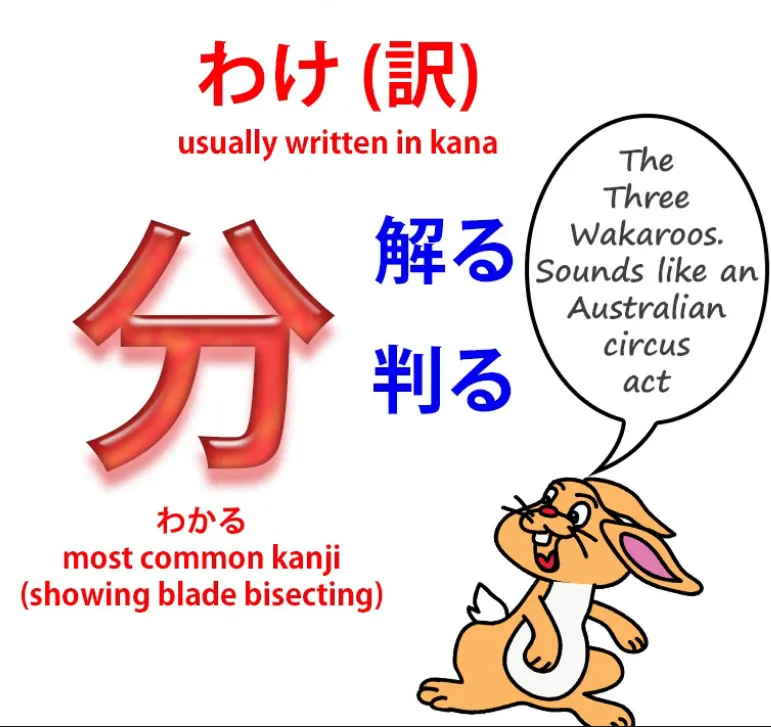 わけ (訳)
usually written in kana
分
わかる
most common kanji
(showing blade bisecting)
解る
判る
The
Three
Wakaroos.
Sounds like an
Australian
circus
act